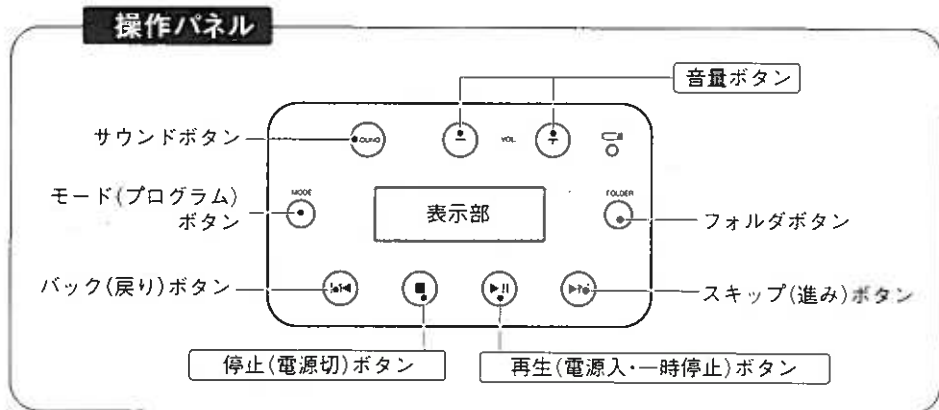 操作パネル
音量ボタン
サウンドボタン
VOL.
モード(プログラム)
ボタン
MODE
表示部
FOLDER
フォルダボタン
バック(戻り)ボタン
スキップ(進み)ボタン
停止(電源切)ボタン
再生(電源入・一時停止)ボタン